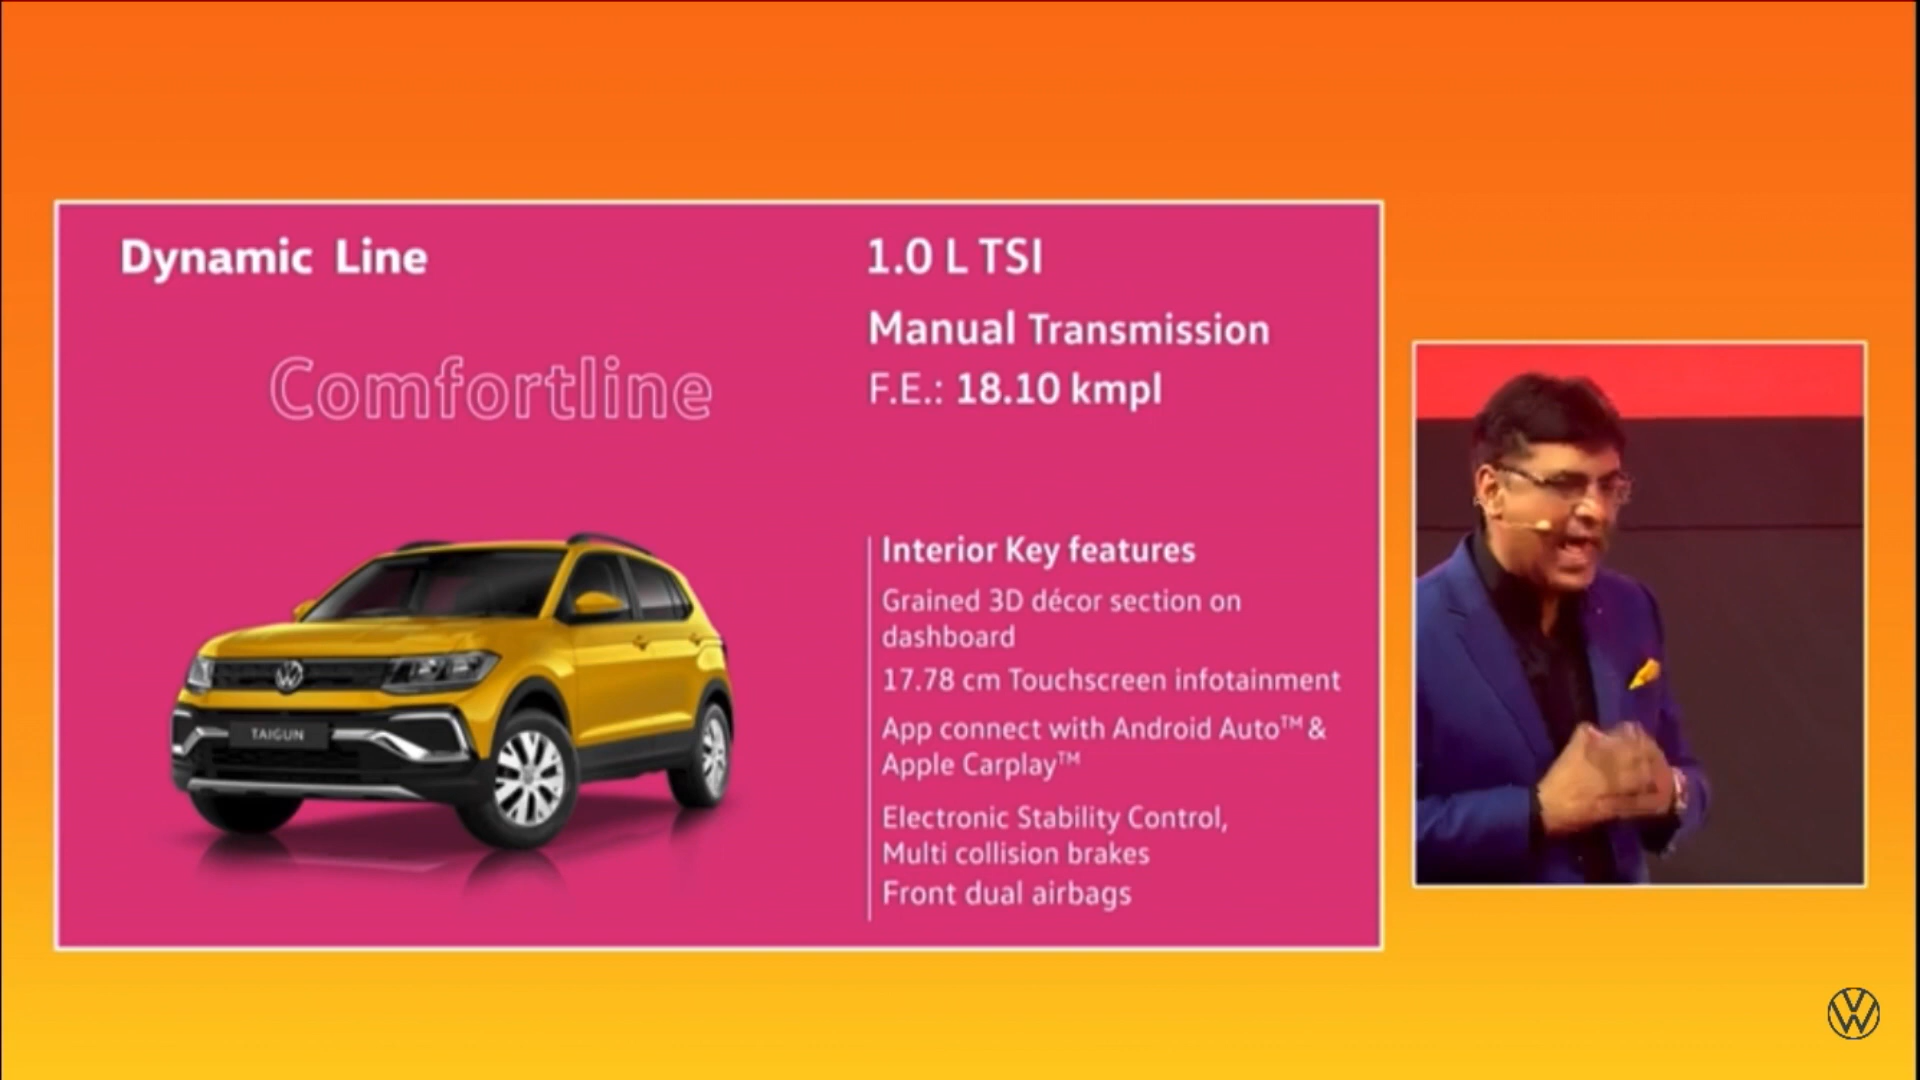 Dynamic Line
Comfortline
TAIGUN
1.0 L TSI
Manual Transmission
F.E.: 18.10 kmpl
Interior Key features
Grained 3D décor section on
dashboard
17.78 cm Touchscreen infotainment
App connect with Android Auto™ &
Apple Carplay™
Electronic Stability Control,
Multi collision brakes
Front dual airbags